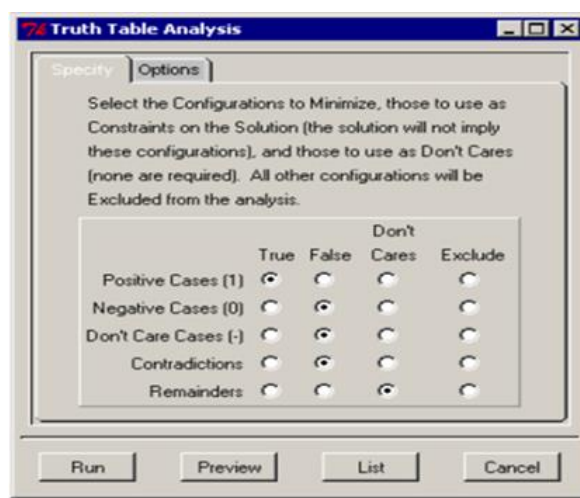 Truth Table Analysis
Specify Options
Select the Configurations to Minimize, those to use as
Constraints on the Solution (the solution will not imply
these configurations), and those to use as Don't Cares
(none are required). All other configurations will be
Excluded from the analysis.
Don't
True False Cares Exclude
Positive Cases (1)
Negative Cases (0)
Don't Care Cases (-)
Contradictions
Remainders
Run Preview List Cancel